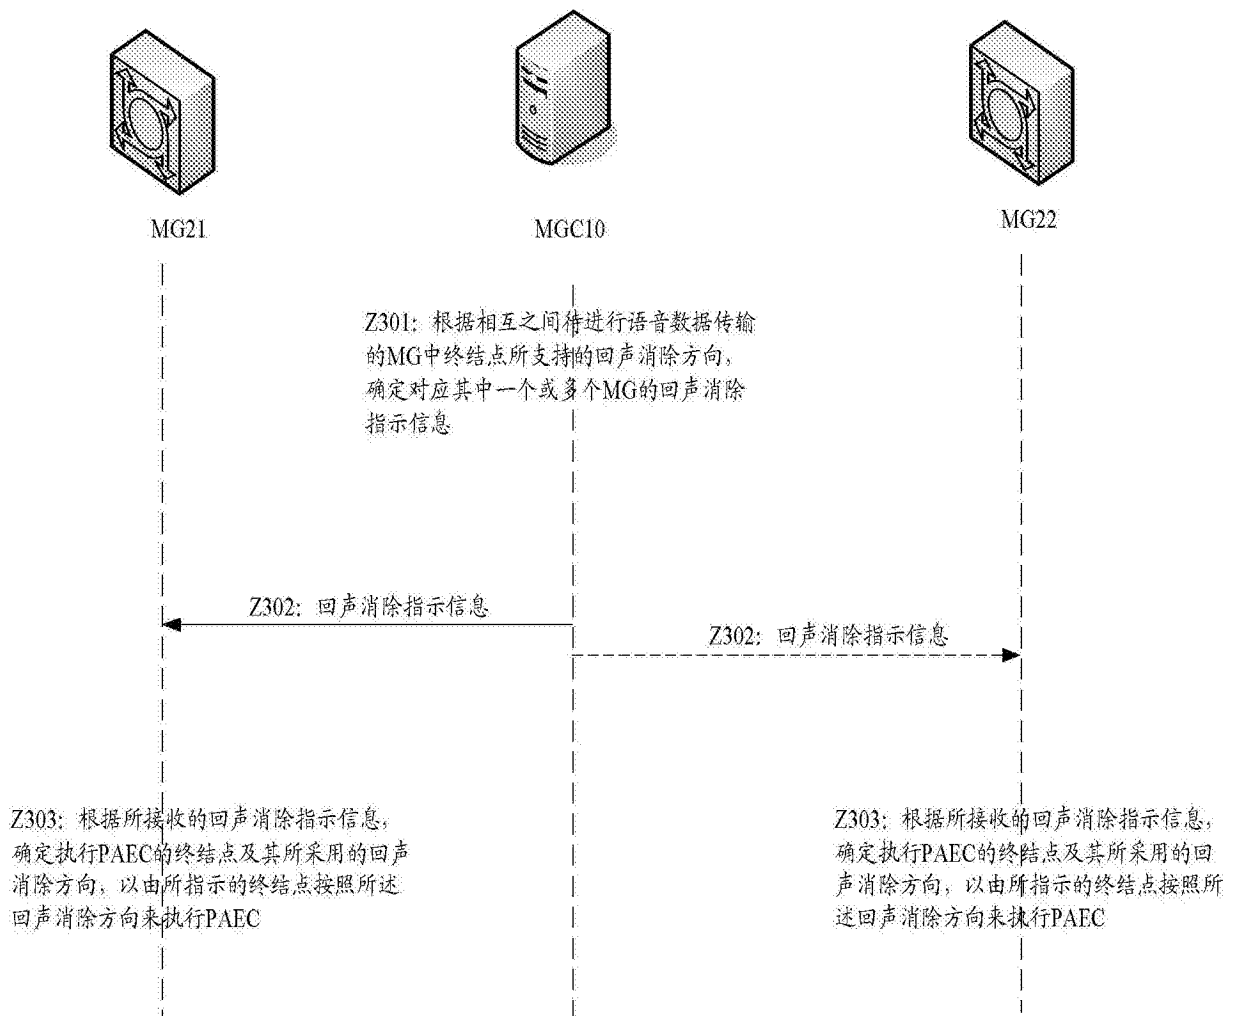 MG21
MGC10
MG22
Z301：根据相互之间待进行语音数据传输
的MG中终结点所支持的回声消除方向，
确定对应其中一个或多个MG的回声消除
指示信息
Z302：回声消除指示信息
Z302：回声消除指示信息
Z303：根据所接收的回声消除指示信息，
确定执行PAEC的终结点及其所采用的回声
消除方向，以由所指示的终结点按照所述
回声消除方向来执行PAEC
Z303：根据所接收的回声消除指示信息，
确定执行PAEC的终结点及其所采用的回
声消除方向，以由所指示的终结点按照所
述回声消除方向来执行PAEC